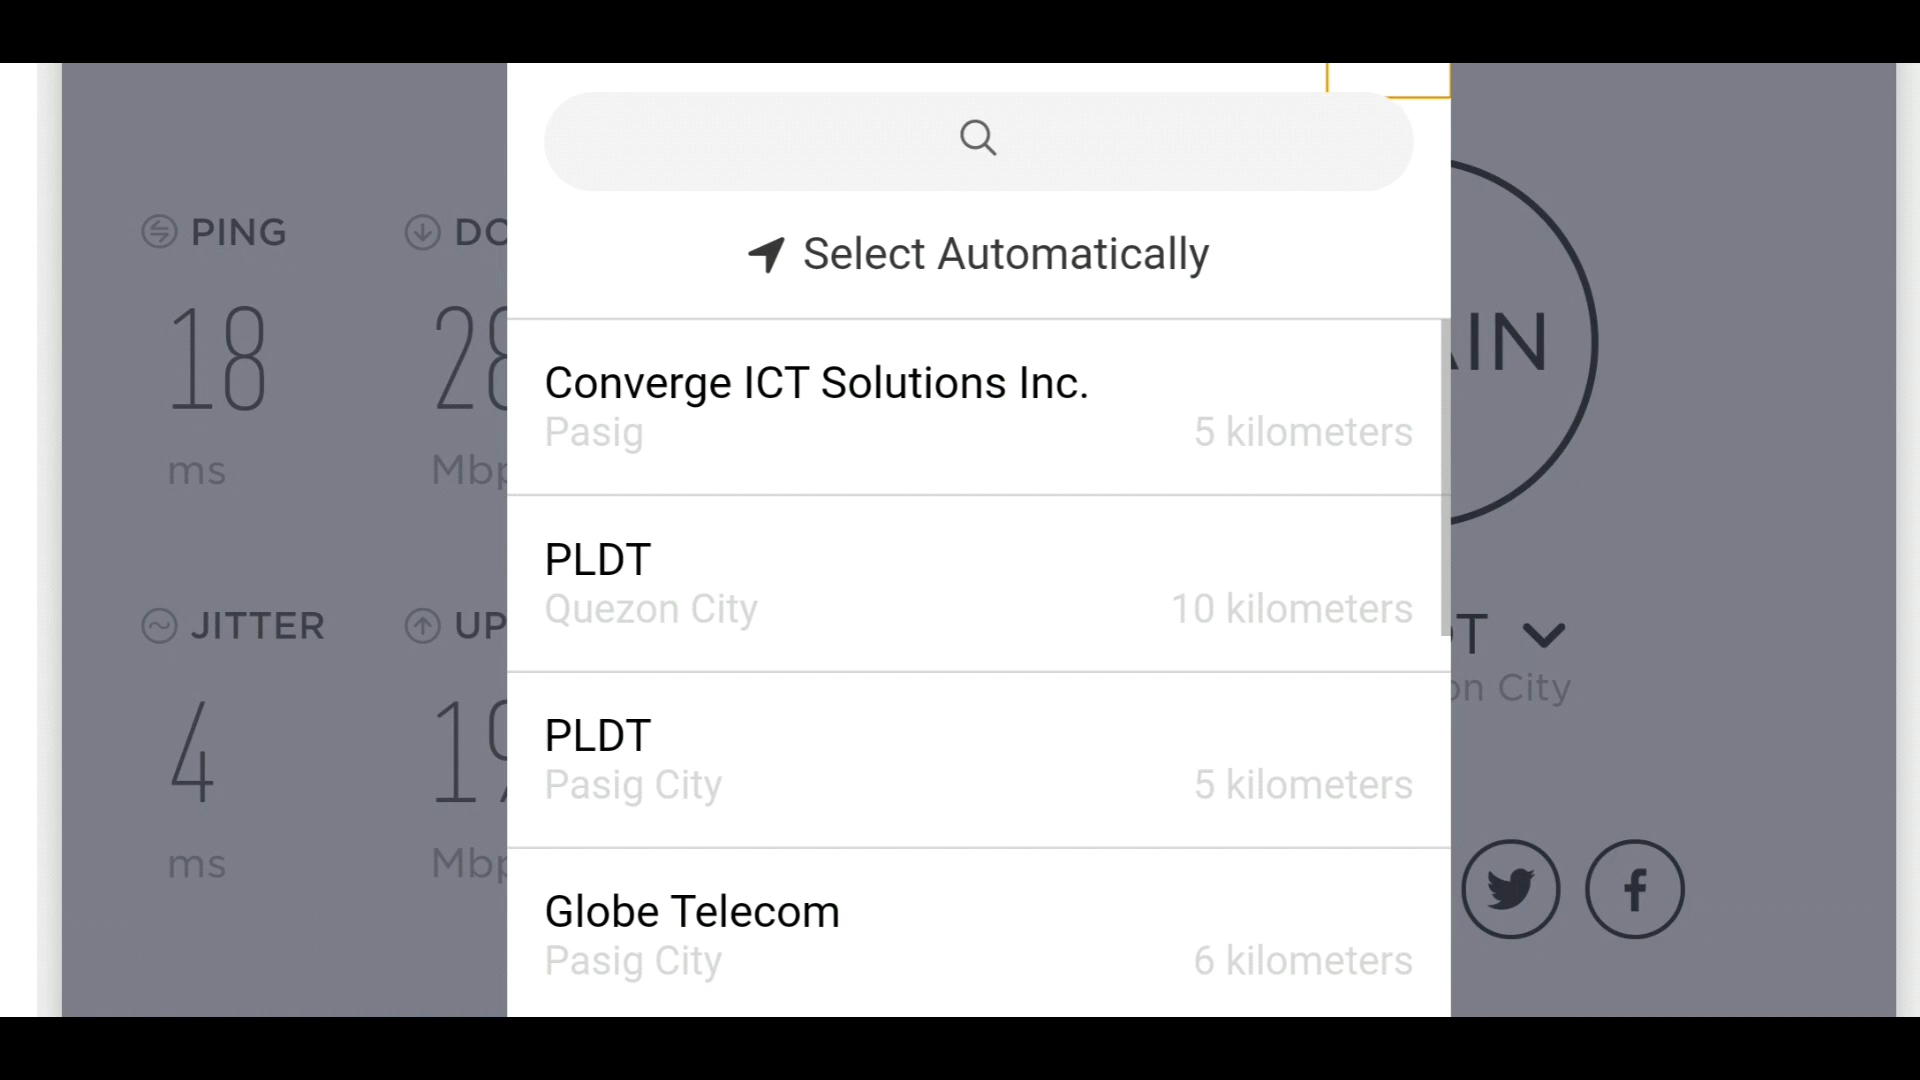 PING
18
ms
JITTER
4
ms
Select Automatically
Converge ICT Solutions Inc.
Pasig
5 kilometers
PLDT
Quezon City
10 kilometers
PLDT
Pasig City
5 kilometers
Globe Telecom
Pasig City
6 kilometers
City